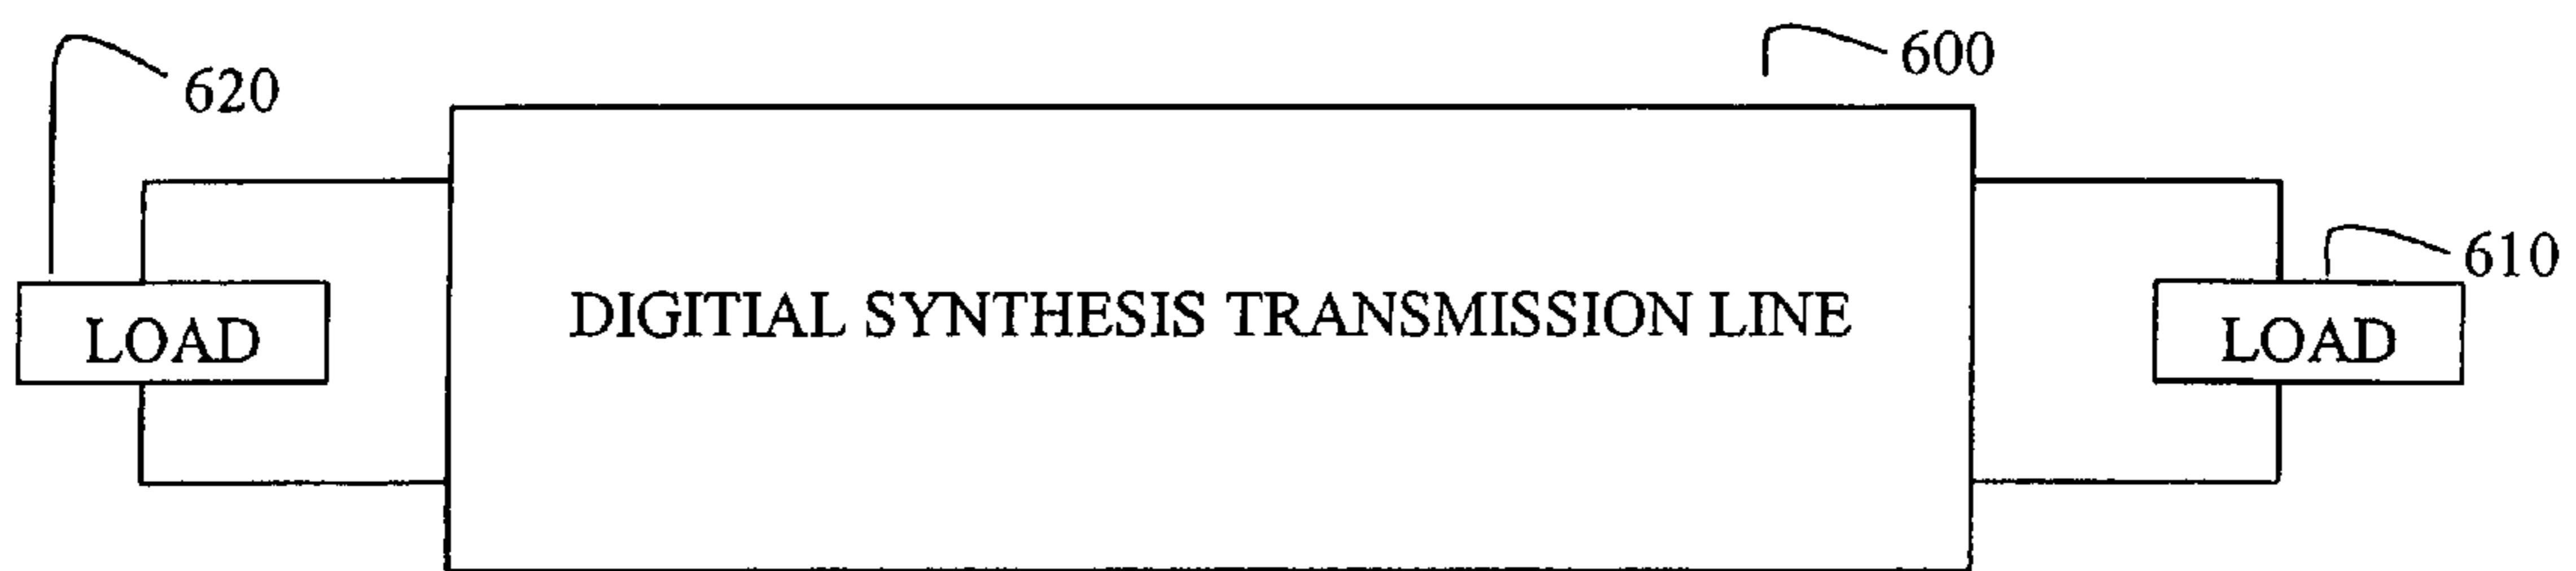 600
620
610
DIGITIAL SYNTHESIS TRANSMISSION LINE
LOAD
LOAD